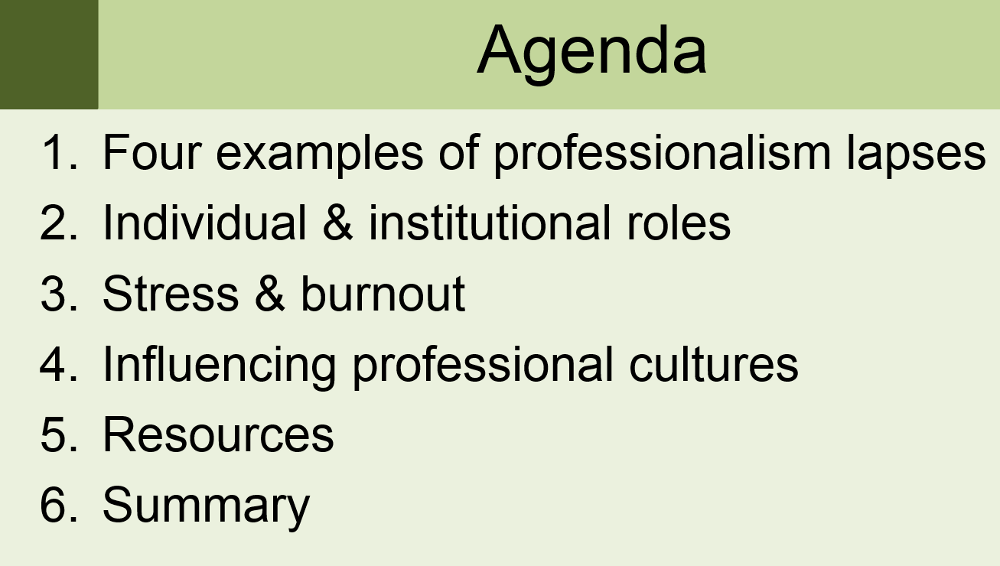 Agenda
1. Four examples of professionalism lapses
2. Individual & institutional roles
3. Stress & burnout
4. Influencing professional cultures
5. Resources
6. Summary